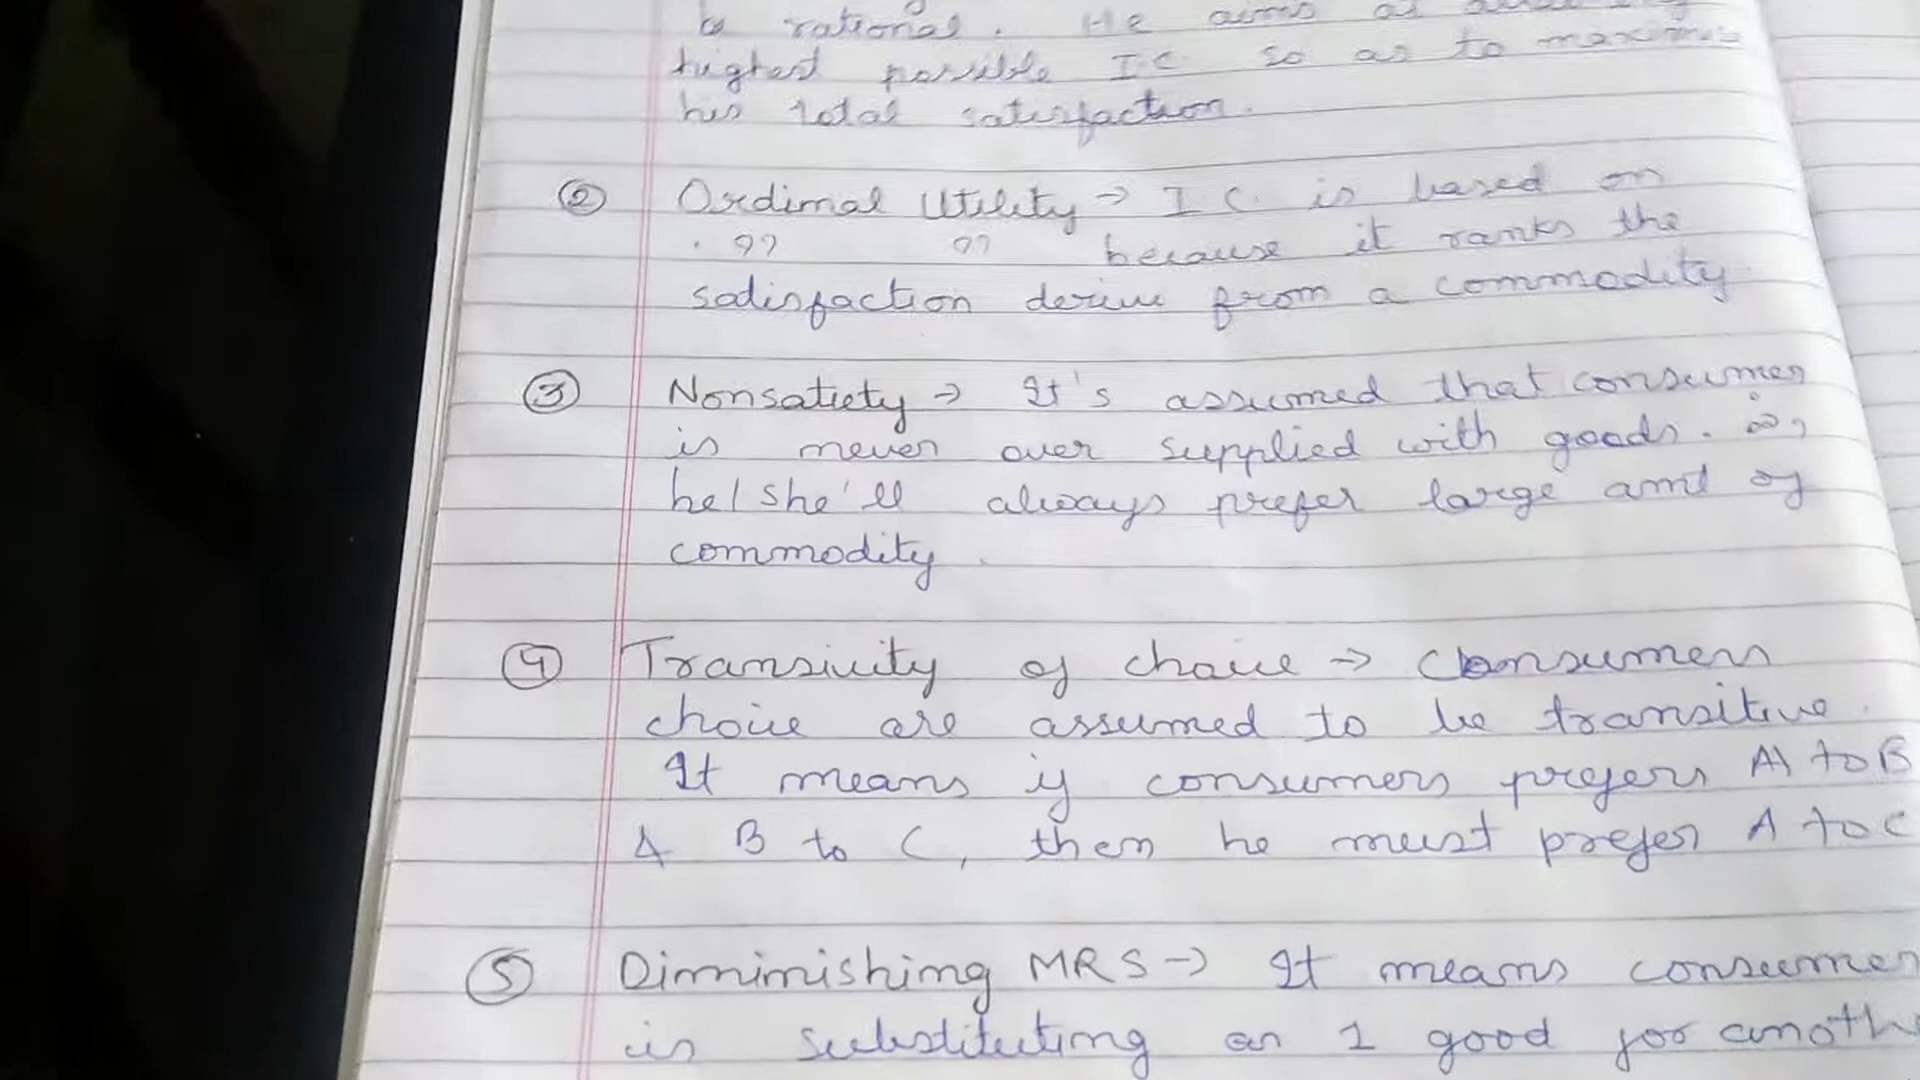 is rational. He aims at
highest possible I.C. so as to maximise
his total satisfaction.
② Ordinal Utility → I.C. is based on
" " because it ranks the
satisfaction derive from a commodity
③ Nonsatiety → It's assumed that consumer
is never over supplied with goods. ∴,
he/she'll always prefer large amt of
commodity.
④ Transivity of choice → Consumers
choice are assumed to be transitive.
It means if consumers prefers A to B
& B to C, then he must prefer A to C
⑤ Diminishing MRS → It means consumer
is substituting as 1 good for anoth